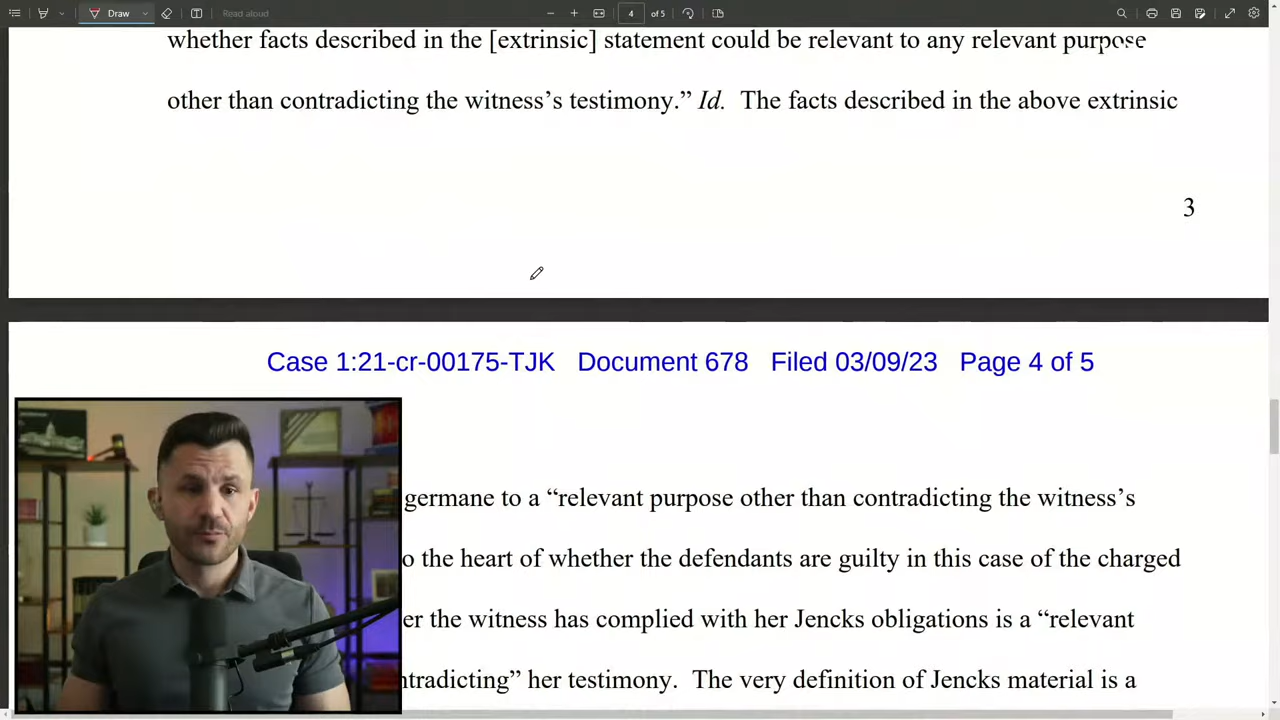 Draw
Read aloud
4 of 5
whether facts described in the [extrinsic] statement could be relevant to any relevant purpose
other than contradicting the witness’s testimony.” Id. The facts described in the above extrinsic
3
Case 1:21-cr-00175-TJK Document 678 Filed 03/09/23 Page 4 of 5
germane to a “relevant purpose other than contradicting the witness’s
o the heart of whether the defendants are guilty in this case of the charged
er the witness has complied with her Jencks obligations is a “relevant
ntradicting” her testimony. The very definition of Jencks material is a